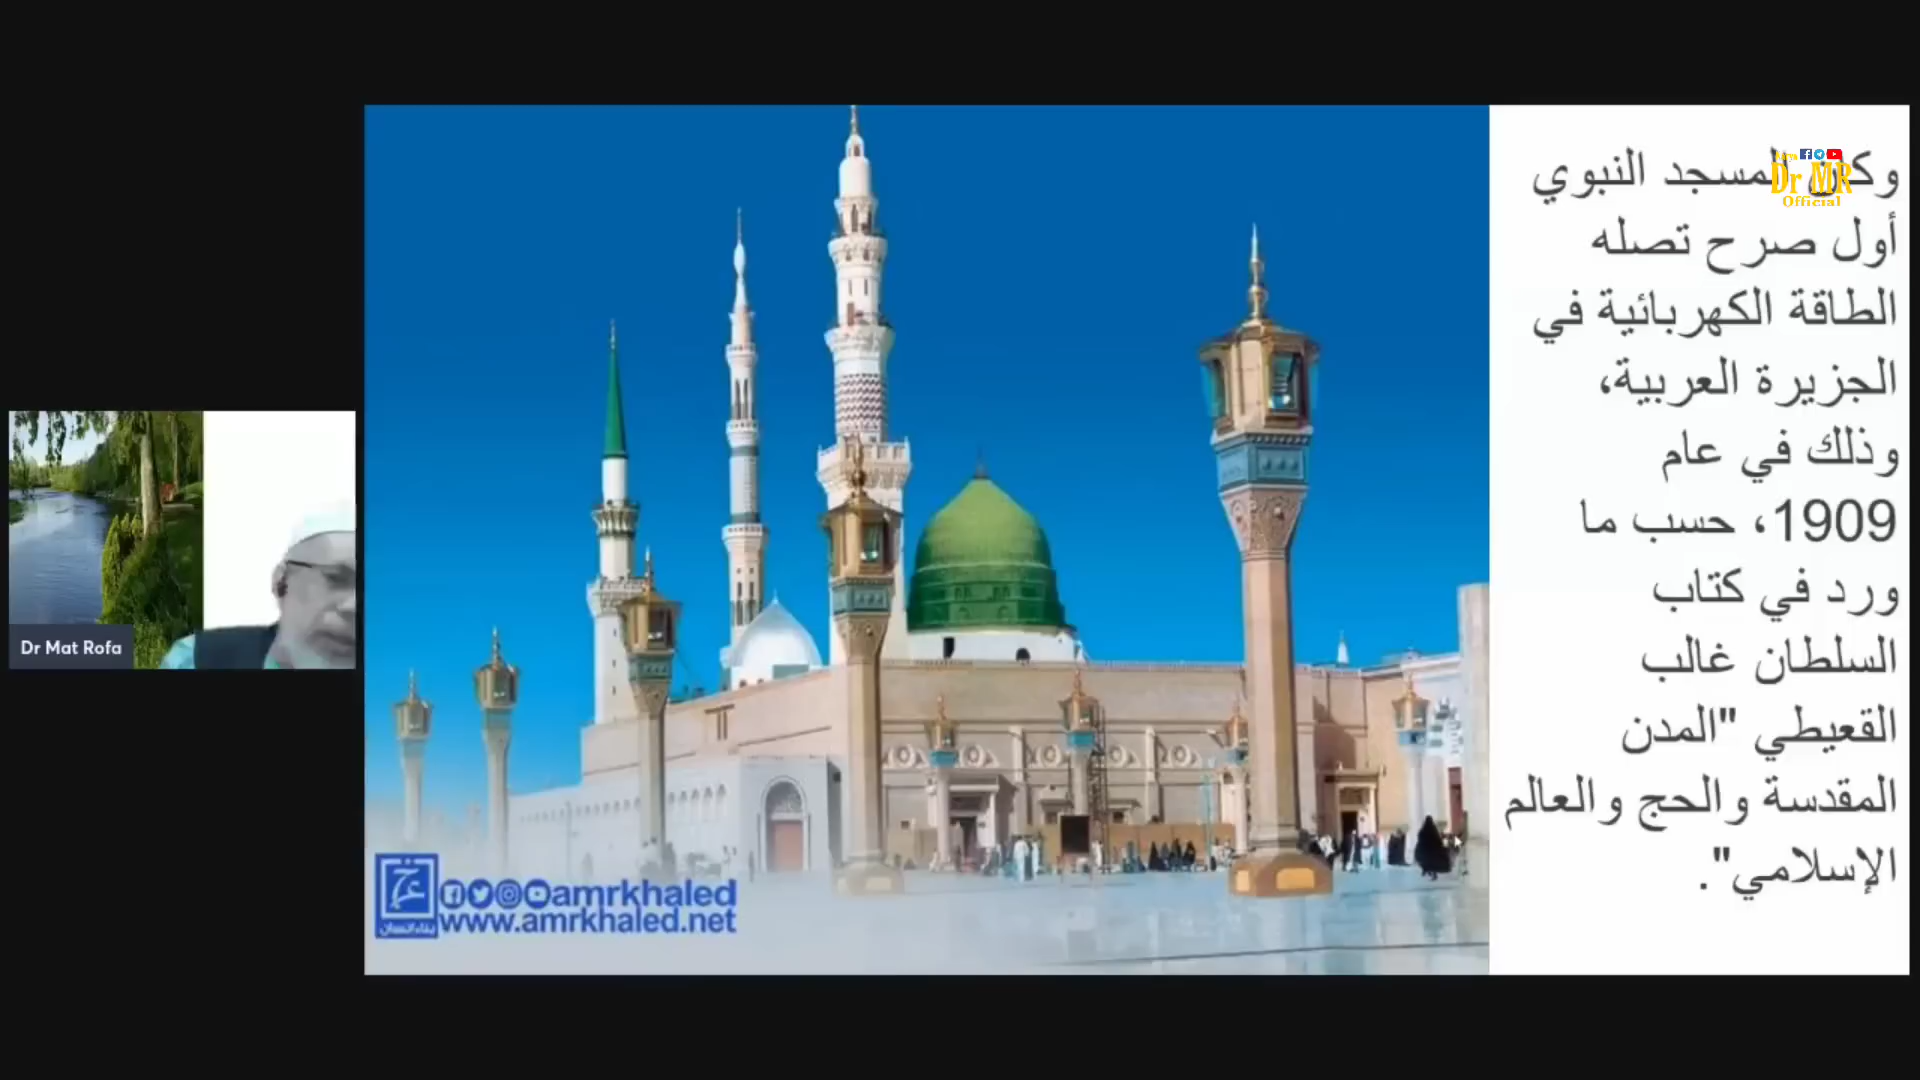 وكان المسجد النبوي
أول صرح تصله
الطاقة الكهربائية في
الجزيرة العربية،
وذلك في عام
1909، حسب ما
ورد في كتاب
السلطان غالب
القعيطي "المدن
المقدسة والحج والعالم
الإسلامي".
Dr MR
Official
Dr Mat Rofa
amrkhaled
www.amrkhaled.net
بناء إنسان